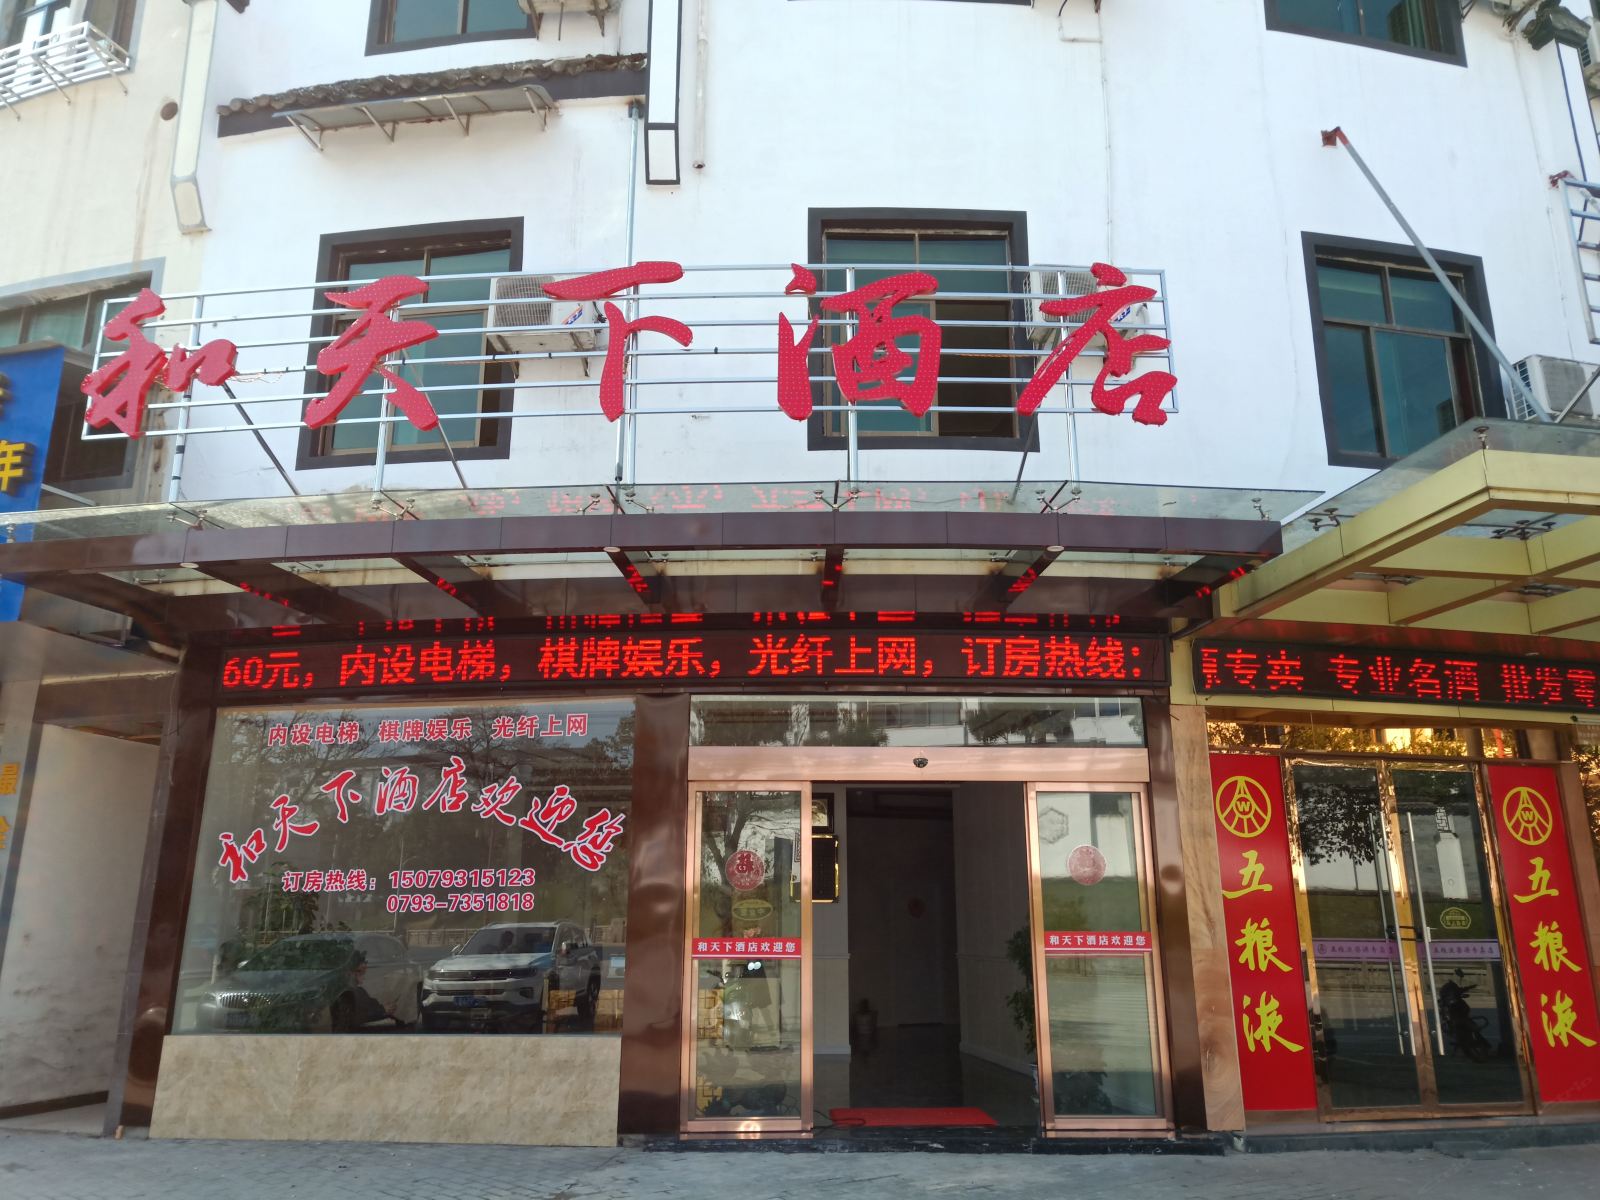 和天下酒店
60元，内设电梯，棋牌娱乐，光纤上网，订房热线：
专卖 专业名酒 批发零
内设电梯 棋牌娱乐 光纤上网
和天下酒店欢迎您
订房热线：15079315123
0793-7351818
和天下酒店欢迎您
和天下酒店欢迎您
五粮液
五粮液
年